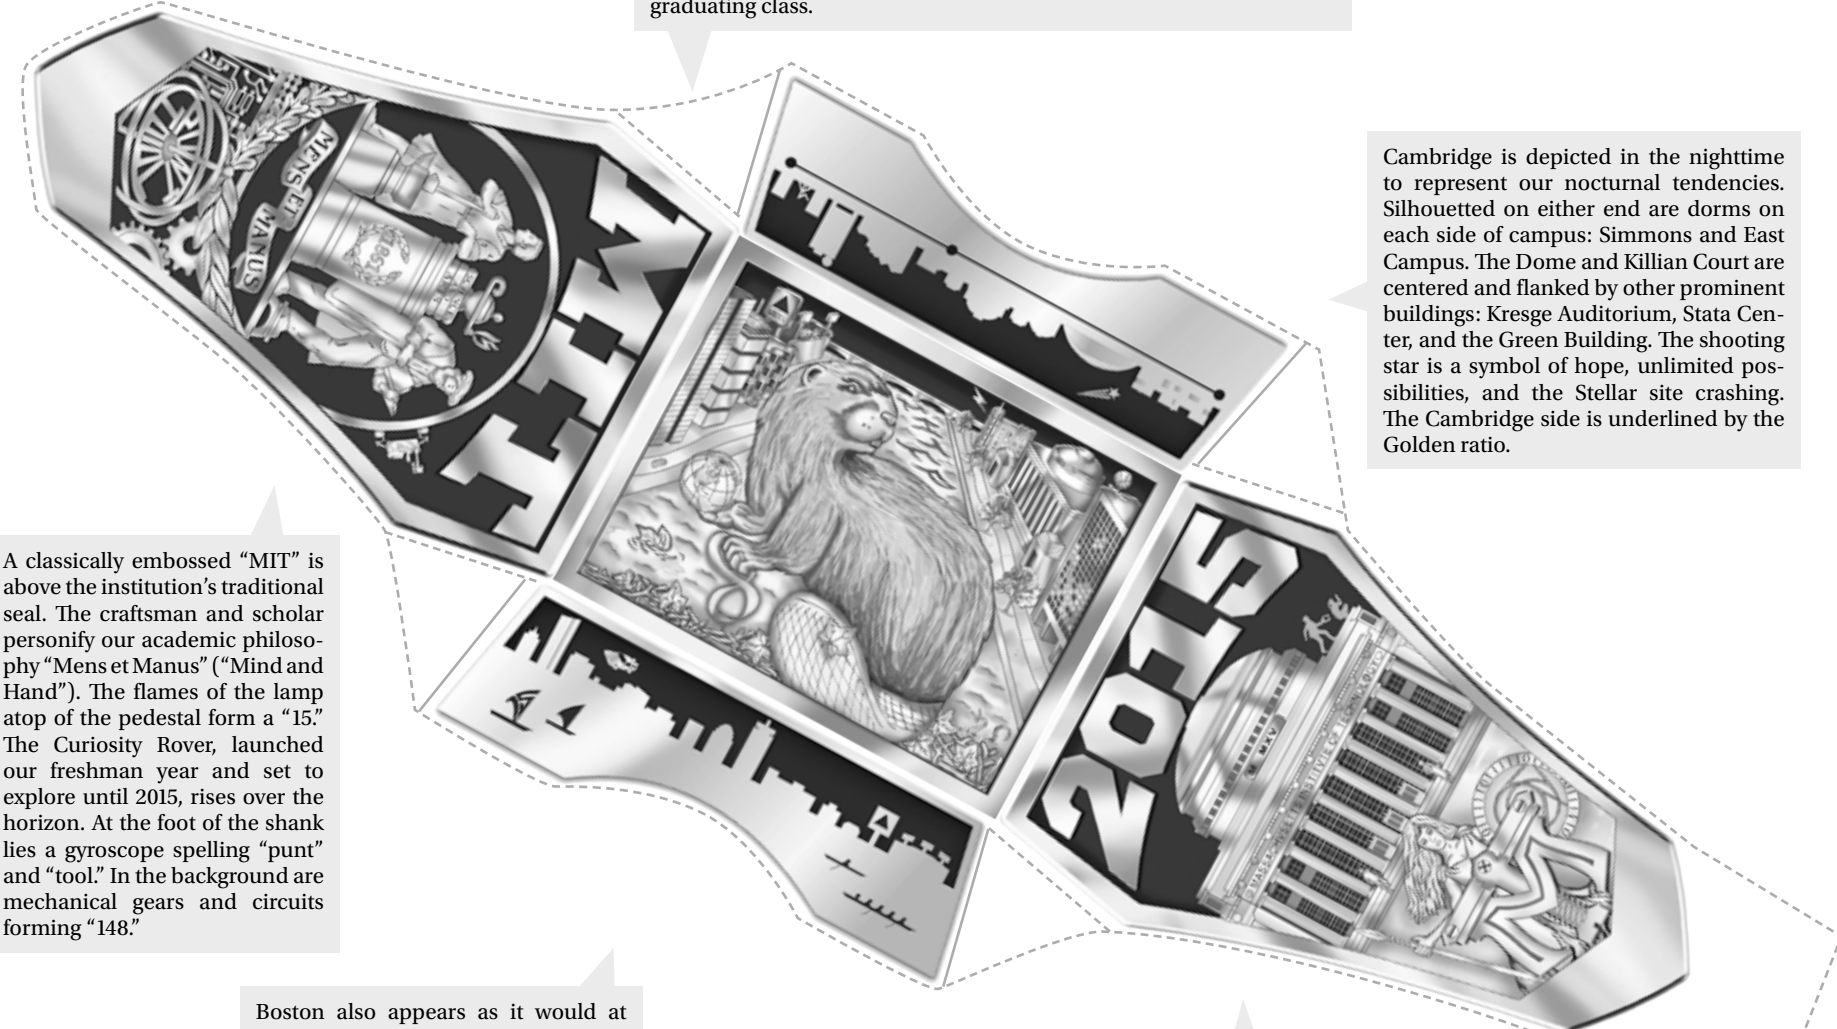 graduating class.
Cambridge is depicted in the nighttime
to represent our nocturnal tendencies.
Silhouetted on either end are dorms on
each side of campus: Simmons and East
Campus. The Dome and Killian Court are
centered and flanked by other prominent
buildings: Kresge Auditorium, Stata Cen-
ter, and the Green Building. The shooting
star is a symbol of hope, unlimited pos-
sibilities, and the Stellar site crashing.
The Cambridge side is underlined by the
Golden ratio.
MENS ET MANUS
1861
MIT
2015
MXV
A classically embossed “MIT” is
above the institution’s traditional
seal. The craftsman and scholar
personify our academic philoso-
phy “Mens et Manus” (“Mind and
Hand”). The flames of the lamp
atop of the pedestal form a “15.”
The Curiosity Rover, launched
our freshman year and set to
explore until 2015, rises over the
horizon. At the foot of the shank
lies a gyroscope spelling “punt”
and “tool.” In the background are
mechanical gears and circuits
forming “148.”
Boston also appears as it would at